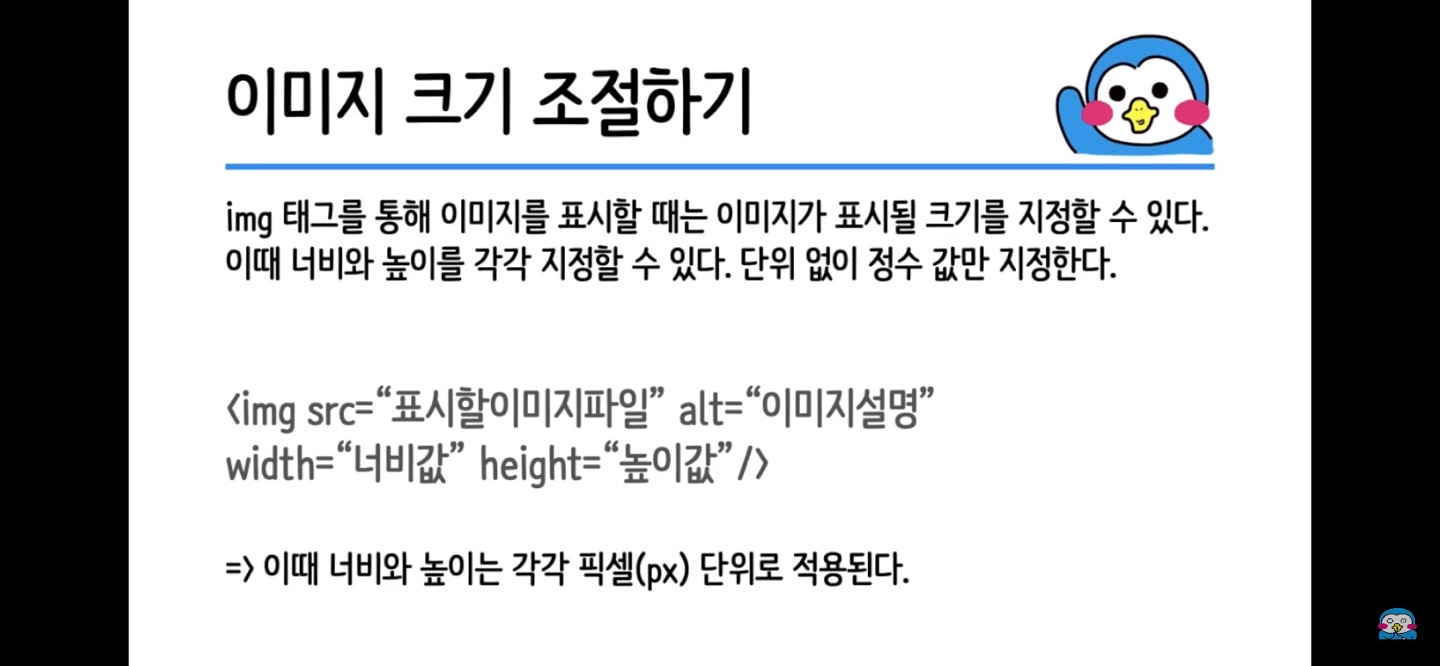 이미지 크기 조절하기
img 태그를 통해 이미지를 표시할 때는 이미지가 표시될 크기를 지정할 수 있다.
이때 너비와 높이를 각각 지정할 수 있다. 단위 없이 정수 값만 지정한다.
<img src=“표시할이미지파일” alt=“이미지설명”
width=“너비값” height=“높이값”/>
=> 이때 너비와 높이는 각각 픽셀(px) 단위로 적용된다.